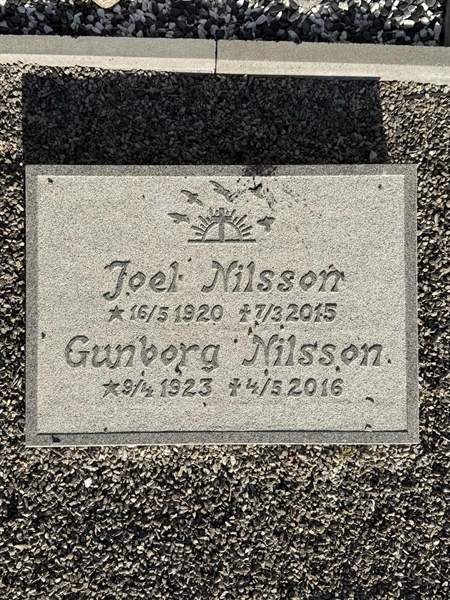 Joel Nilsson
★16/5 1920 ✝7/3 2015
Gunborg Nilsson
★9/4 1923 ✝4/5 2016